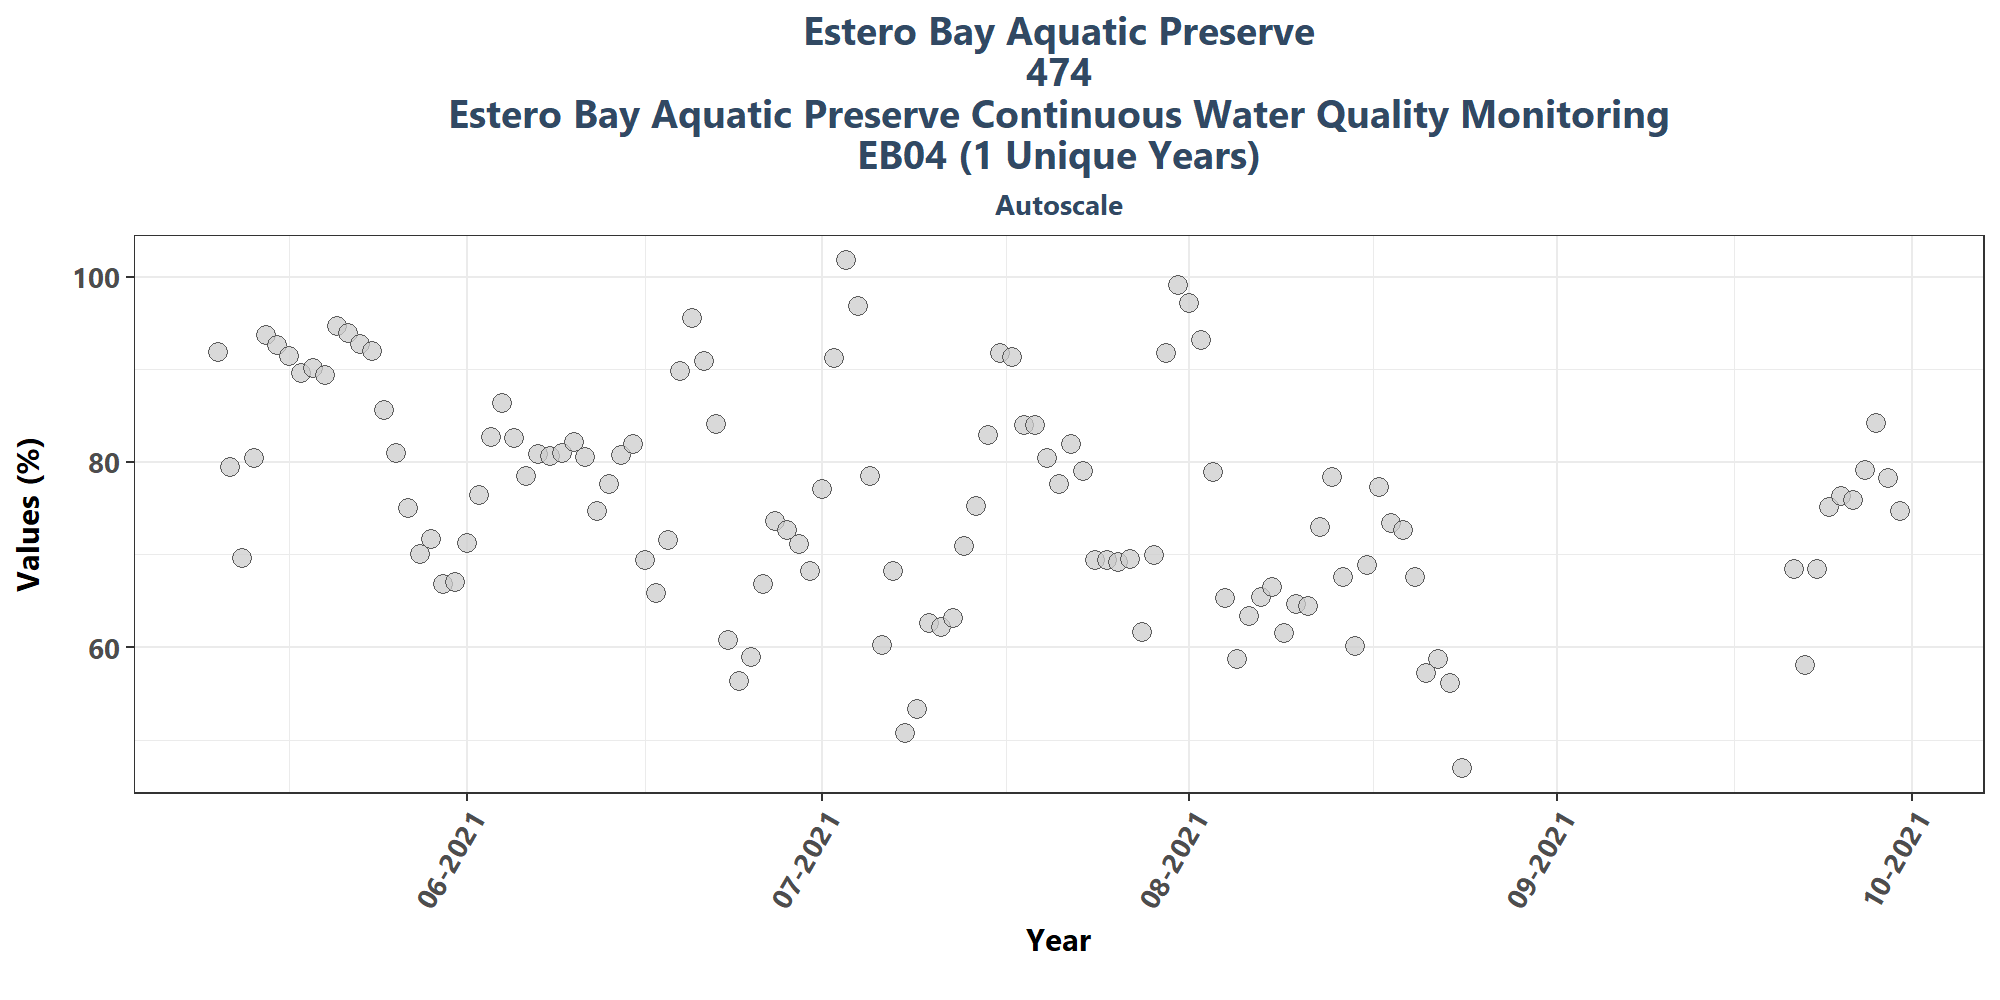 Estero Bay Aquatic Preserve
474
Estero Bay Aquatic Preserve Continuous Water Quality Monitoring
EB04 (1 Unique Years)
Autoscale
Values (%)
100
80
60
06-2021
07-2021
08-2021
09-2021
10-2021
Year